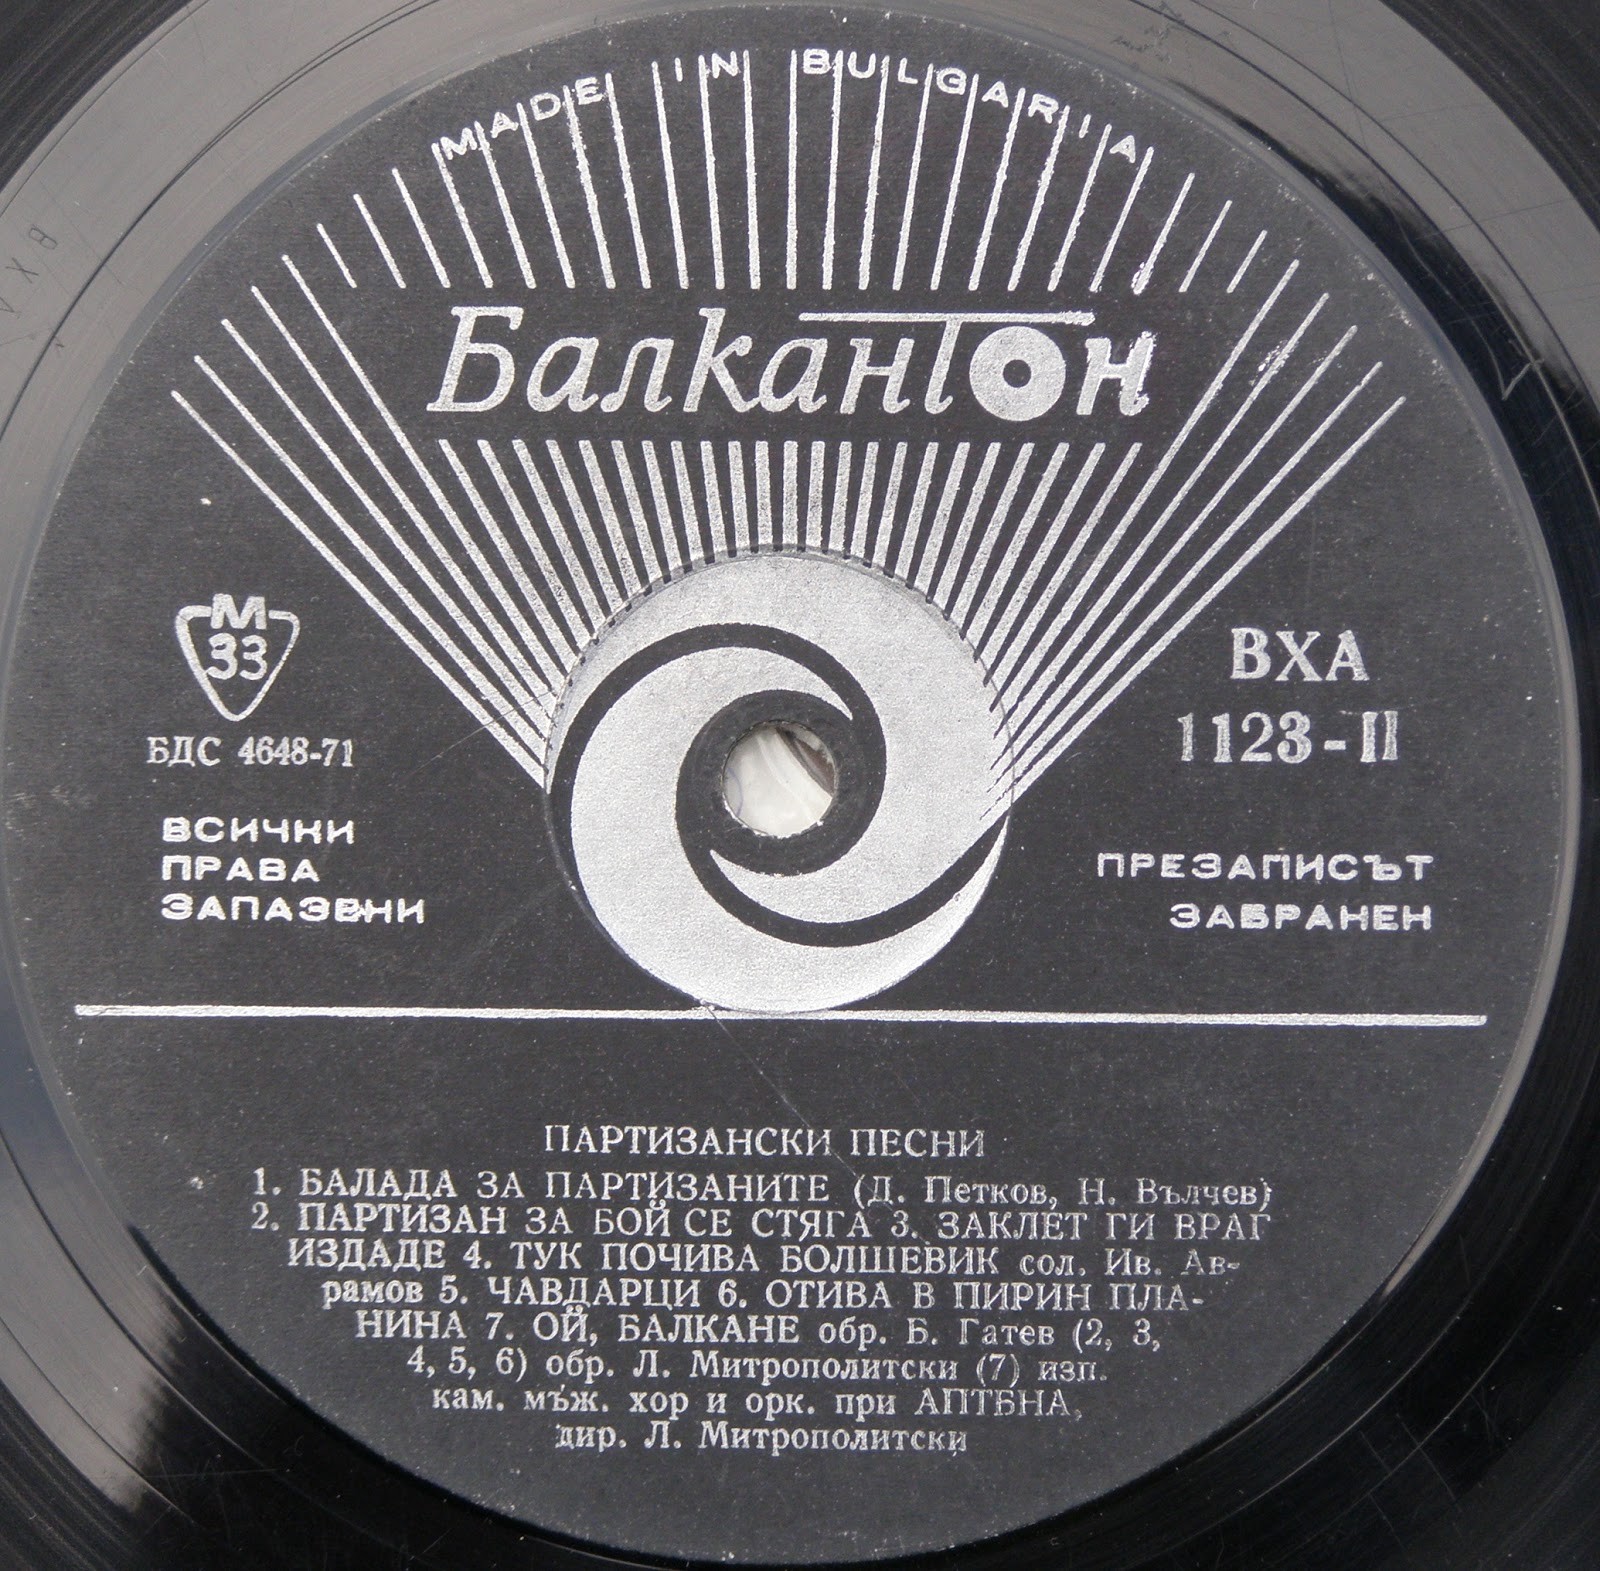 MADE IN BULGARIA
Балкантон
М
33
БДС 4648-71
ВСИЧКИ
ПРАВА
ЗАПАЗЕНИ
ВХА
1123-II
ПРЕЗАПИСЪТ
ЗАБРАНЕН
ПАРТИЗАНСКИ ПЕСНИ
1. БАЛАДА ЗА ПАРТИЗАНИТЕ (Д. Петков, Н. Вълчев)
2. ПАРТИЗАН ЗА БОЙ СЕ СТЯГА 3. ЗАКЛЕТ ГИ ВРАГ
ИЗДАДЕ 4. ТУК ПОЧИВА БОЛШЕВИК сол. Ив. Ав-
рамов 5. ЧАВДАРЦИ 6. ОТИВА В ПИРИН ПЛА-
НИНА 7. ОЙ, БАЛКАНЕ обр. Б. Гатев (2, 3,
4, 5, 6) обр. Л. Митрополитски (7) изп.
кам. мъж. хор и орк. при АПТБНА,
дир. Л. Митрополитски